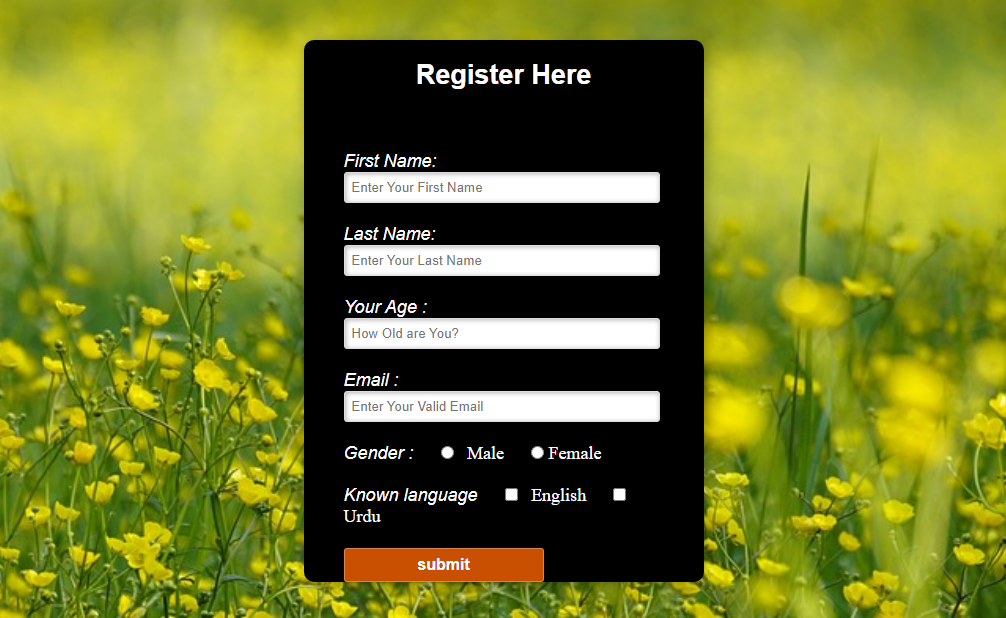 Register Here
First Name:
Enter Your First Name
Last Name:
Enter Your Last Name
Your Age :
How Old are You?
Email :
Enter Your Valid Email
Gender : Male Female
Known language English
Urdu
submit